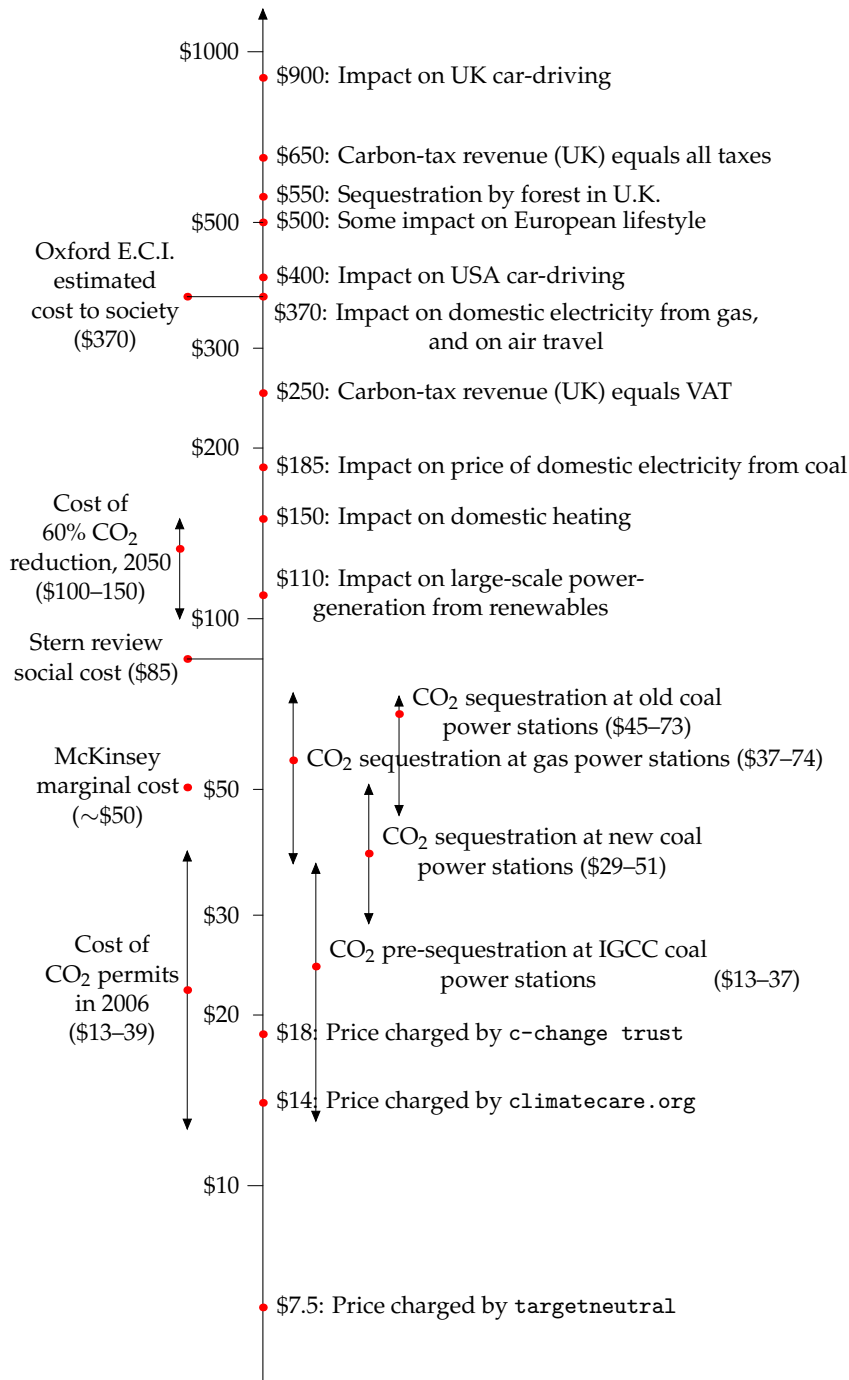 $1000
$900: Impact on UK car-driving
$650: Carbon-tax revenue (UK) equals all taxes
$550: Sequestration by forest in U.K.
$500
$500: Some impact on European lifestyle
Oxford E.C.I.
estimated
cost to society
($370)
$400: Impact on USA car-driving
$370: Impact on domestic electricity from gas,
and on air travel
$300
$250: Carbon-tax revenue (UK) equals VAT
$200
$185: Impact on price of domestic electricity from coal
Cost of
60% CO₂
reduction, 2050
($100–150)
$150: Impact on domestic heating
$110: Impact on large-scale power-
generation from renewables
$100
Stern review
social cost ($85)
CO₂ sequestration at old coal
power stations ($45–73)
McKinsey
marginal cost
(∼$50)
CO₂ sequestration at gas power stations ($37–74)
$50
CO₂ sequestration at new coal
power stations ($29–51)
$30
Cost of
CO₂ permits
in 2006
($13–39)
CO₂ pre-sequestration at IGCC coal
power stations ($13–37)
$20
$18: Price charged by c-change trust
$14: Price charged by climatecare.org
$10
$7.5: Price charged by targetneutral